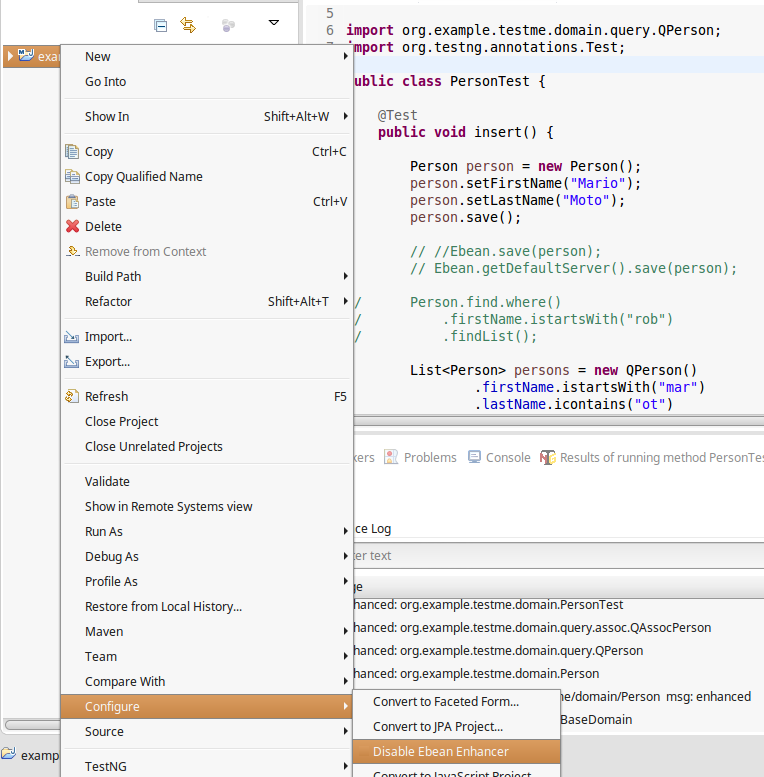 5
6 import org.example.testme.domain.query.QPerson;
7 import org.testng.annotations.Test;
exam
ublic class PersonTest {
@Test
public void insert() {
Person person = new Person();
person.setFirstName("Mario");
person.setLastName("Moto");
person.save();
// //Ebean.save(person);
// Ebean.getDefaultServer().save(person);
/ Person.find.where()
/ .firstName.istartsWith("rob")
/ .findList();
List<Person> persons = new QPerson()
.firstName.istartsWith("mar")
.lastName.icontains("ot")
New
Go Into
Show In Shift+Alt+W
Copy Ctrl+C
Copy Qualified Name
Paste Ctrl+V
Delete
Remove from Context
Build Path
Refactor Shift+Alt+T
Import...
Export...
Refresh F5
Close Project
Close Unrelated Projects
Validate
Show in Remote Systems view
Run As
Debug As
Profile As
Restore from Local History...
Maven
Team
Compare With
Configure
Source
TestNG
Convert to Faceted Form...
Convert to JPA Project...
Disable Ebean Enhancer
Convert to JavaScript Project
kers Problems Console Results of running method PersonTes
ce Log
er text
ge
hanced: org.example.testme.domain.PersonTest
hanced: org.example.testme.domain.query.assoc.QAssocPerson
hanced: org.example.testme.domain.query.QPerson
hanced: org.example.testme.domain.Person
ne/domain/Person msg: enhanced
BaseDomain
examp